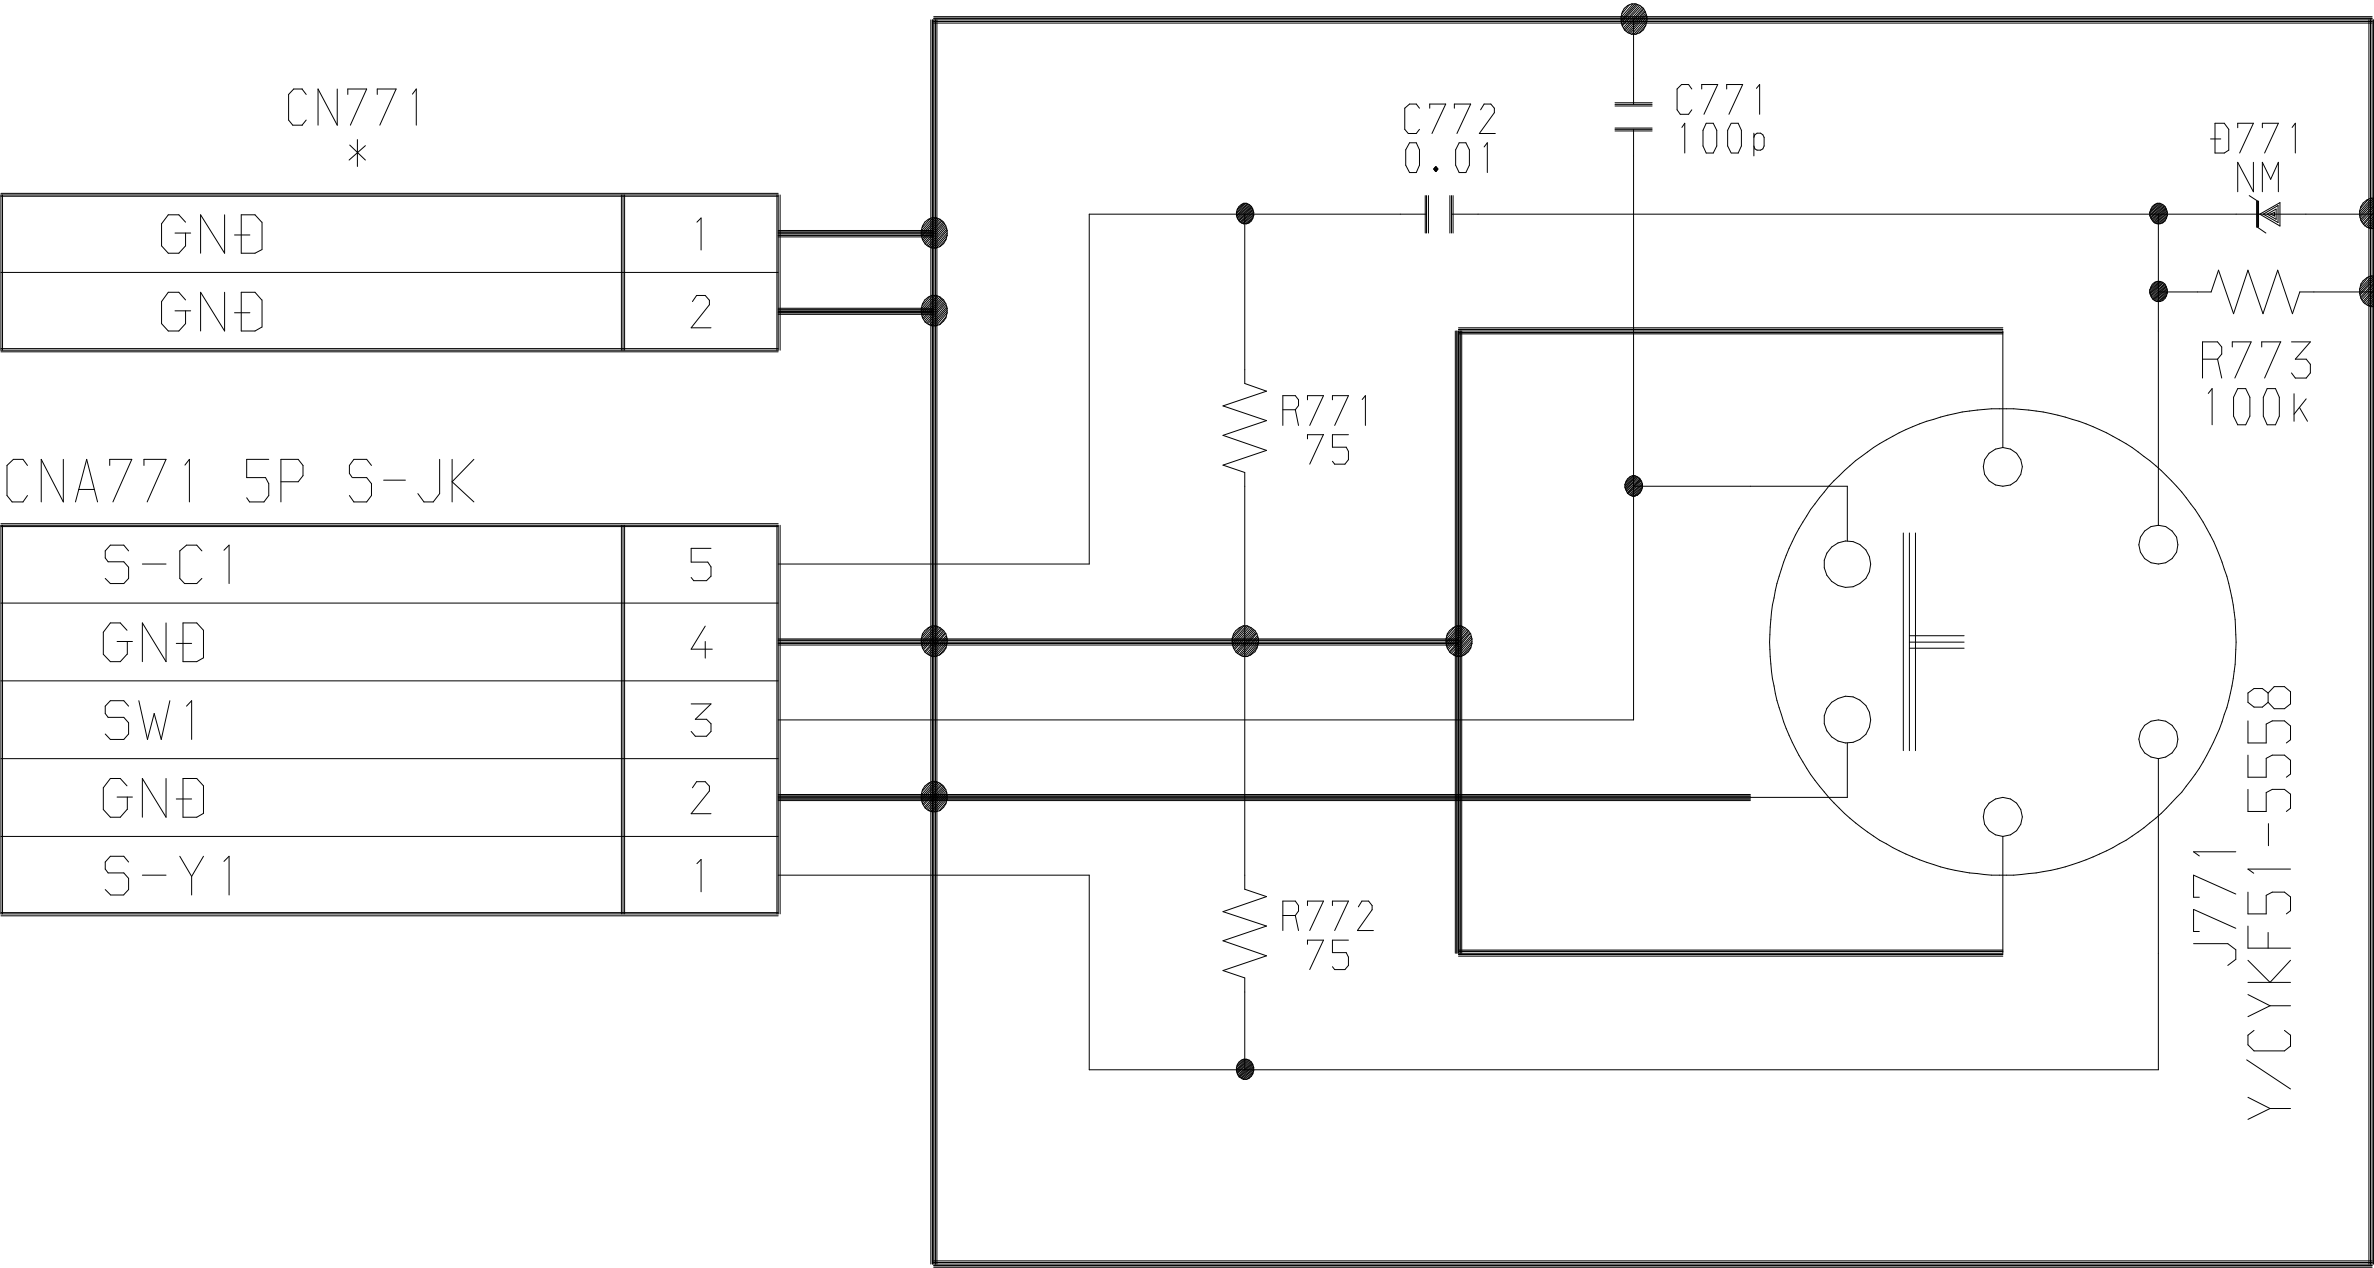 CN771
*
GND 1
GND 2
CNA771 5P S-JK
S-C1 5
GND 4
SW1 3
GND 2
S-Y1 1
C772
0.01
C771
100p
D771
NM
R773
100k
R771
75
R772
75
J771
Y/CYKF51-5558